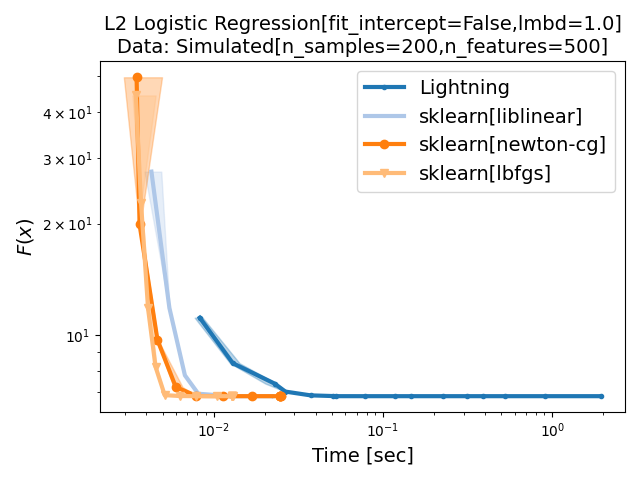 L2 Logistic Regression[fit_intercept=False,lmbd=1.0]
Data: Simulated[n_samples=200,n_features=500]
Lightning
sklearn[liblinear]
sklearn[newton-cg]
sklearn[lbfgs]
F(x)
4 × 10¹
3 × 10¹
2 × 10¹
10¹
10⁻²
10⁻¹
10⁰
Time [sec]